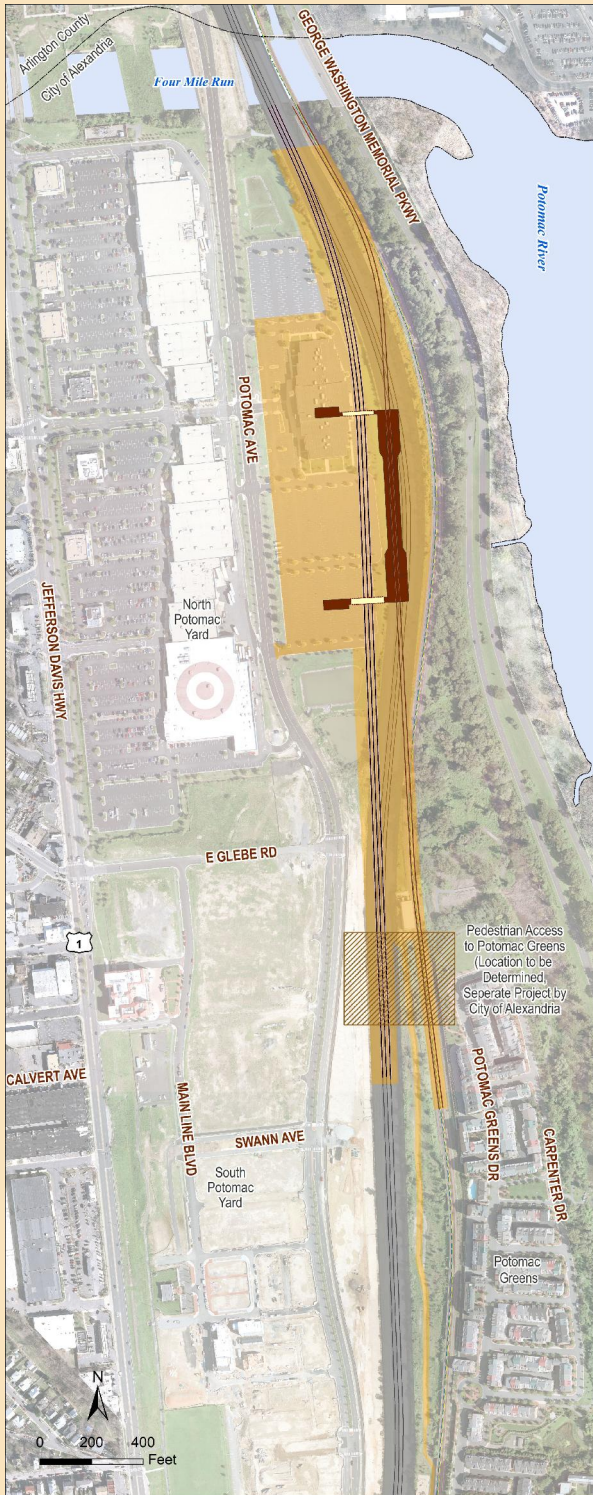 Arlington County
City of Alexandria
Four Mile Run
GEORGE WASHINGTON MEMORIAL PKWY
Potomac River
POTOMAC AVE
JEFFERSON DAVIS HWY
North
Potomac
Yard
E GLEBE RD
1
Pedestrian Access
to Potomac Greens
(Location to be
Determined,
Seperate Project by
City of Alexandria
CALVERT AVE
MAIN LINE BLVD
SWANN AVE
POTOMAC GREENS DR
CARPENTER DR
South
Potomac
Yard
Potomac
Greens
N
0 200 400
Feet